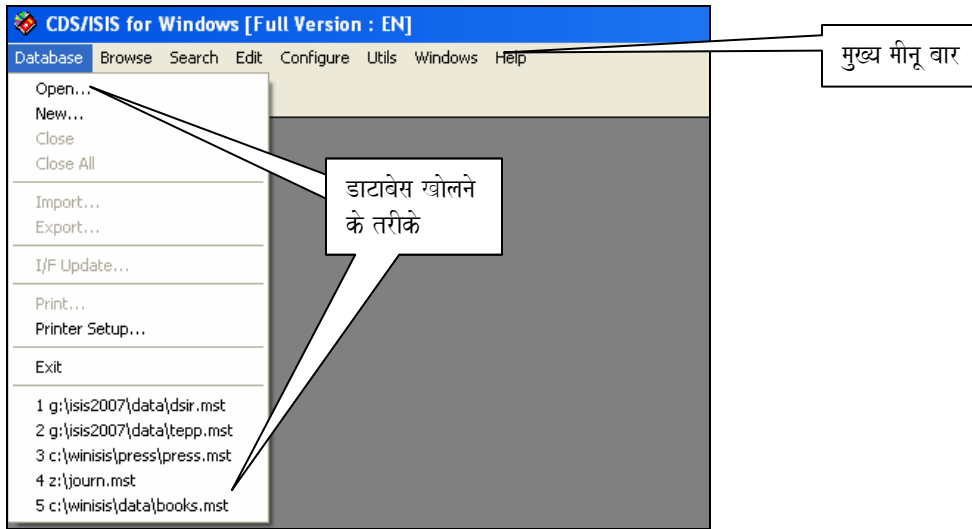 CDS/ISIS for Windows [Full Version : EN]
Database Browse Search Edit Configure Utils Windows Help
मुख्य मीनू बार
Open...
New...
Close
Close All
Import...
Export...
I/F Update...
Print...
Printer Setup...
Exit
1 g:\isis2007\data\dsir.mst
2 g:\isis2007\data\tepp.mst
3 c:\winisis\press\press.mst
4 z:\journ.mst
5 c:\winisis\data\books.mst
डाटाबेस खोलने
के तरीके